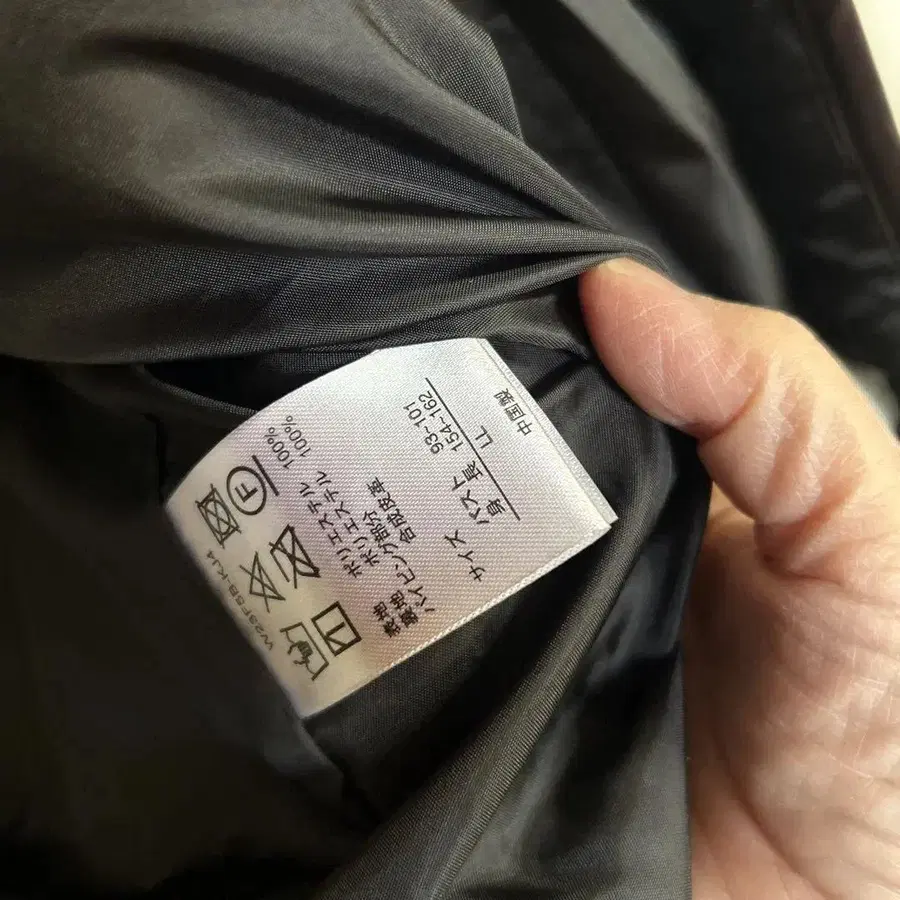 W23F5BKU4
F
表地 ポリエステル 100%
裏地 ポリエステル 100%
パイピング部分
合成皮革
サイズ
バスト 93~101
身長 154~162
LL
中国製